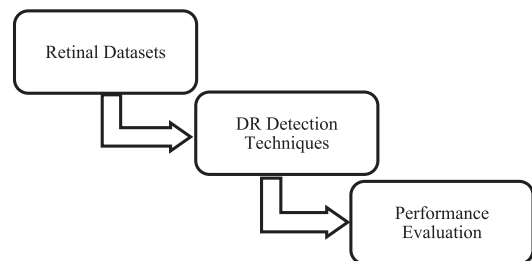 Retinal Datasets
DR Detection
Techniques
Performance
Evaluation